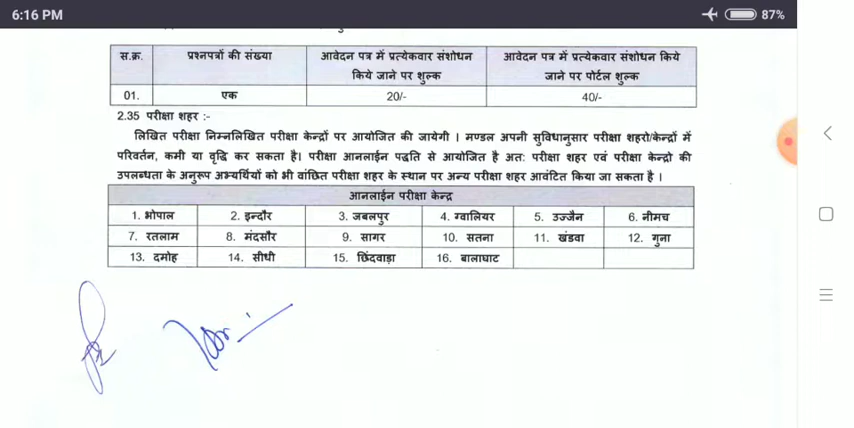 6:16 PM 87%
स.क्र. प्रश्नपत्रों की संख्या आवेदन पत्र में प्रत्येकवार संशोधन किये जाने पर शुल्क आवेदन पत्र में प्रत्येकवार संशोधन किये जाने पर पोर्टल शुल्क
01. एक 20/- 40/-
2.35 परीक्षा शहर :-
लिखित परीक्षा निम्नलिखित परीक्षा केन्द्रों पर आयोजित की जायेगी । मण्डल अपनी सुविधानुसार परीक्षा शहरो/केन्द्रों में
परिवर्तन, कमी या वृद्धि कर सकता है। परीक्षा आनलाईन पद्धति से आयोजित है अतः परीक्षा शहर एवं परीक्षा केन्द्रो की
उपलब्धता के अनुरूप अभ्यर्थियों को भी वांछित परीक्षा शहर के स्थान पर अन्य परीक्षा शहर आवंटित किया जा सकता है ।
आनलाईन परीक्षा केन्द्र
1. भोपाल 2. इन्दौर 3. जबलपुर 4. ग्वालियर 5. उज्जैन 6. नीमच
7. रतलाम 8. मंदसौर 9. सागर 10. सतना 11. खंडवा 12. गुना
13. दमोह 14. सीधी 15. छिंदवाड़ा 16. बालाघाट